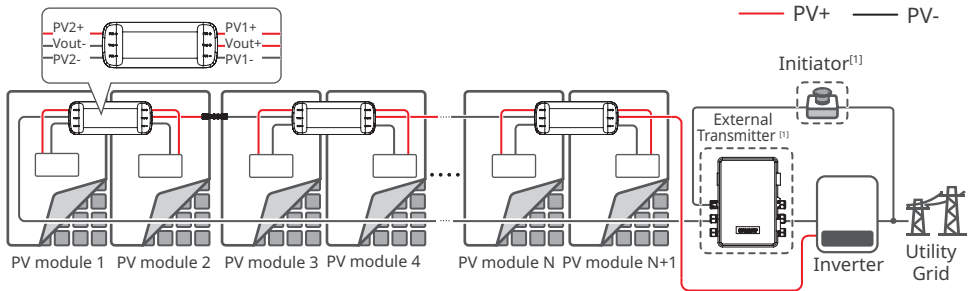 PV+ PV-
PV2+ PV1+
Vout- Vout+
PV2- PV1-
Initiator[1]
External
Transmitter [1]
PV module 1 PV module 2 PV module 3 PV module 4 PV module N PV module N+1
Inverter
Utility
Grid